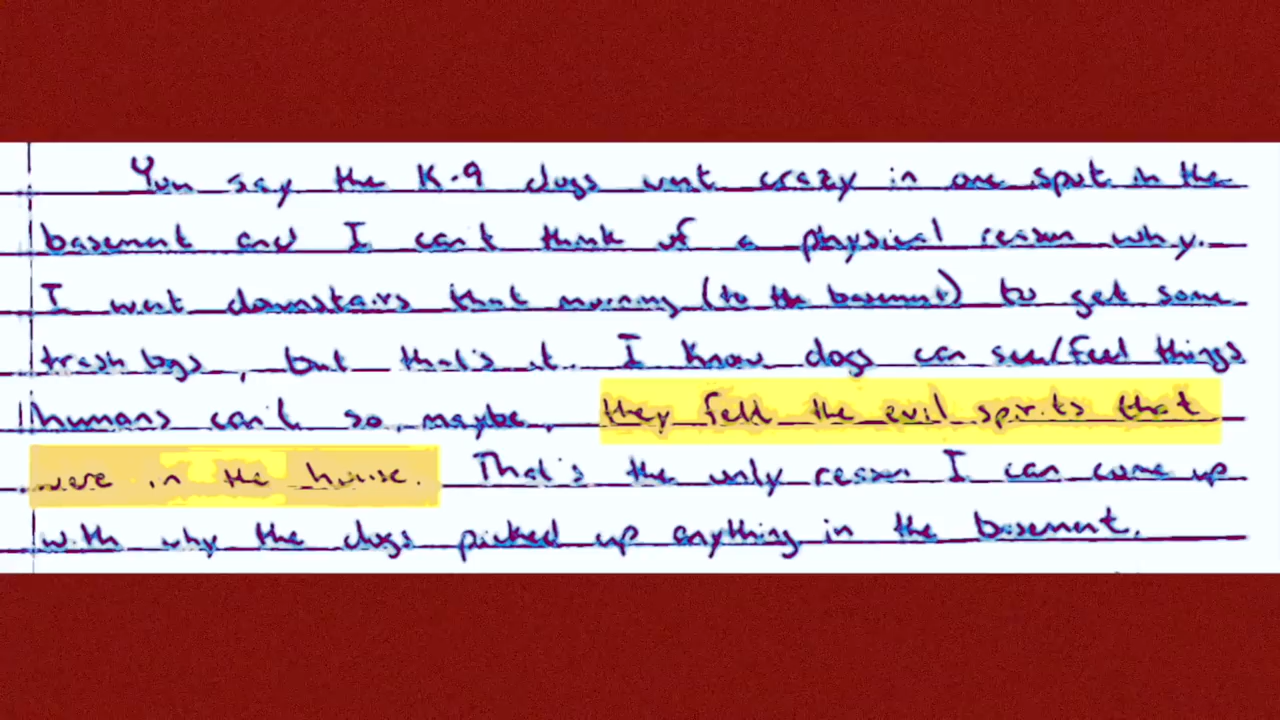 You say the K-9 dogs went crazy in one spot in the
basement and I can't think of a physical reason why.
I went downstairs that morning (to the basement) to get some
trash bags, but that's it. I know dogs can see/feel things
humans can't so, maybe, they feld the evil spirits that
were in the house. That's the only reason I can come up
with why the dogs picked up anything in the basement.